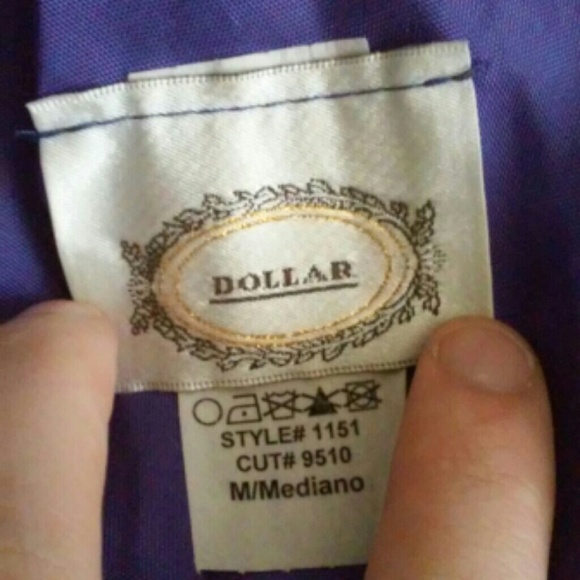 DOLLAR
STYLE# 1151
CUT# 9510
M/Mediano